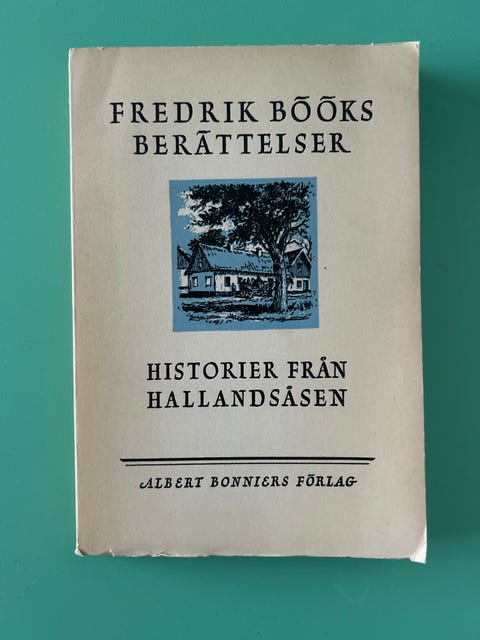 FREDRIK BÖÖKS
BERÄTTELSER
HISTORIER FRÅN
HALLANDSÅSEN
ALBERT BONNIERS FÖRLAG